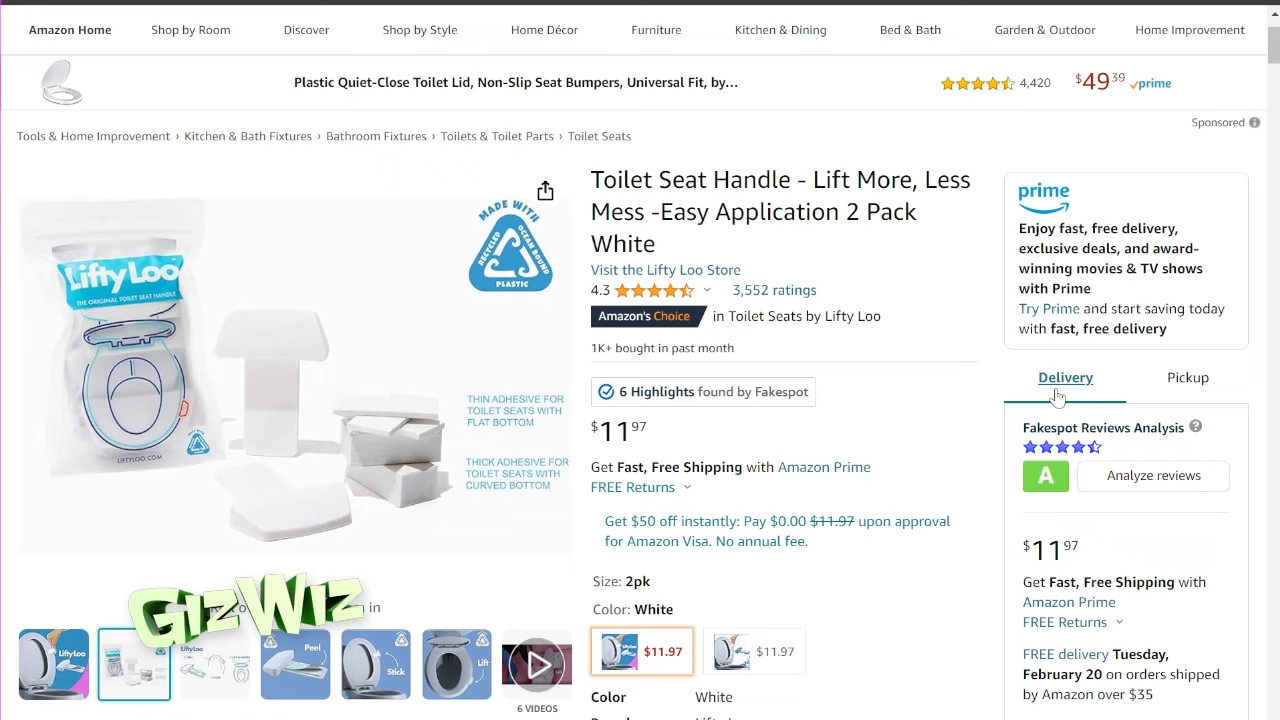 Amazon Home Shop by Room Discover Shop by Style Home Décor Furniture Kitchen & Dining Bed & Bath Garden & Outdoor Home Improvement
Plastic Quiet-Close Toilet Lid, Non-Slip Seat Bumpers, Universal Fit, by... 4,420 $49 39 prime
Sponsored
Tools & Home Improvement › Kitchen & Bath Fixtures › Bathroom Fixtures › Toilets & Toilet Parts › Toilet Seats
MADE WITH
RECYCLED
OCEAN BOUND
PLASTIC
Lifty Loo
THE ORIGINAL TOILET SEAT HANDLE
LIFTYLOO.COM
THIN ADHESIVE FOR
TOILET SEATS WITH
FLAT BOTTOM
THICK ADHESIVE FOR
TOILET SEATS WITH
CURVED BOTTOM
GizWiz
in
LiftyLoo
Peel
Stick
Lift
6 VIDEOS
Toilet Seat Handle - Lift More, Less
Mess -Easy Application 2 Pack
White
Visit the Lifty Loo Store
4.3 3,552 ratings
Amazon's Choice in Toilet Seats by Lifty Loo
1K+ bought in past month
6 Highlights found by Fakespot
$11 97
Get Fast, Free Shipping with Amazon Prime
FREE Returns
Get $50 off instantly: Pay $0.00 $11.97 upon approval
for Amazon Visa. No annual fee.
Size: 2pk
Color: White
$11.97 $11.97
Color White
prime
Enjoy fast, free delivery,
exclusive deals, and award-
winning movies & TV shows
with Prime
Try Prime and start saving today
with fast, free delivery
Delivery Pickup
Fakespot Reviews Analysis
A Analyze reviews
$11 97
Get Fast, Free Shipping with
Amazon Prime
FREE Returns
FREE delivery Tuesday,
February 20 on orders shipped
by Amazon over $35